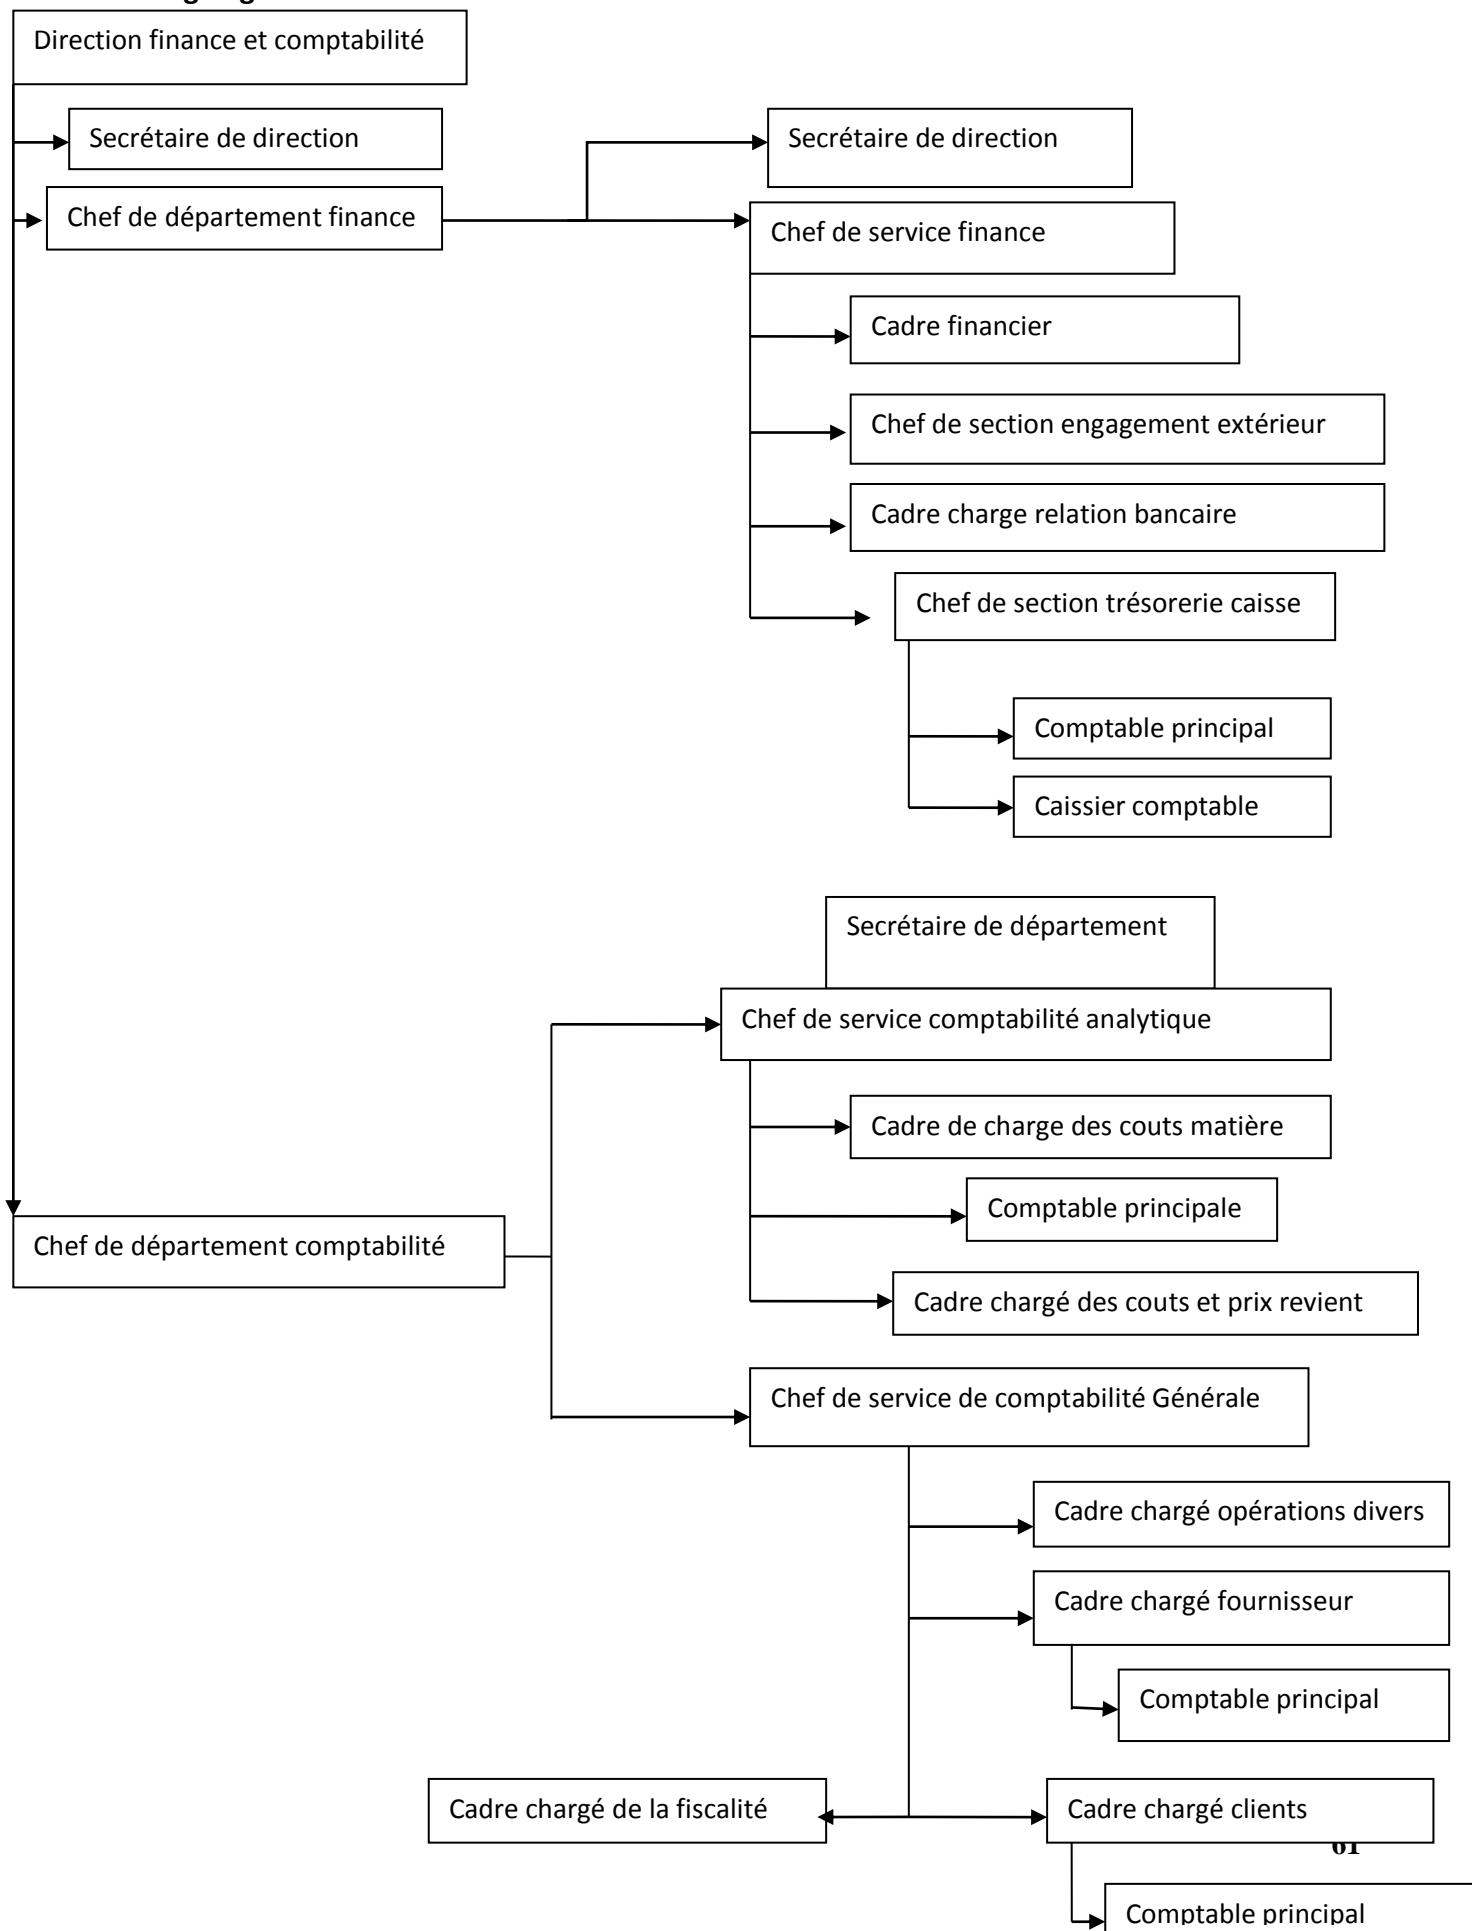 Direction finance et comptabilité
Secrétaire de direction
Secrétaire de direction
Chef de département finance
Chef de service finance
Cadre financier
Chef de section engagement extérieur
Cadre charge relation bancaire
Chef de section trésorerie caisse
Comptable principal
Caissier comptable
Secrétaire de département
Chef de service comptabilité analytique
Cadre de charge des couts matière
Comptable principale
Chef de département comptabilité
Cadre chargé des couts et prix revient
Chef de service de comptabilité Générale
Cadre chargé opérations divers
Cadre chargé fournisseur
Comptable principal
Cadre chargé de la fiscalité
Cadre chargé clients
61
Comptable principal